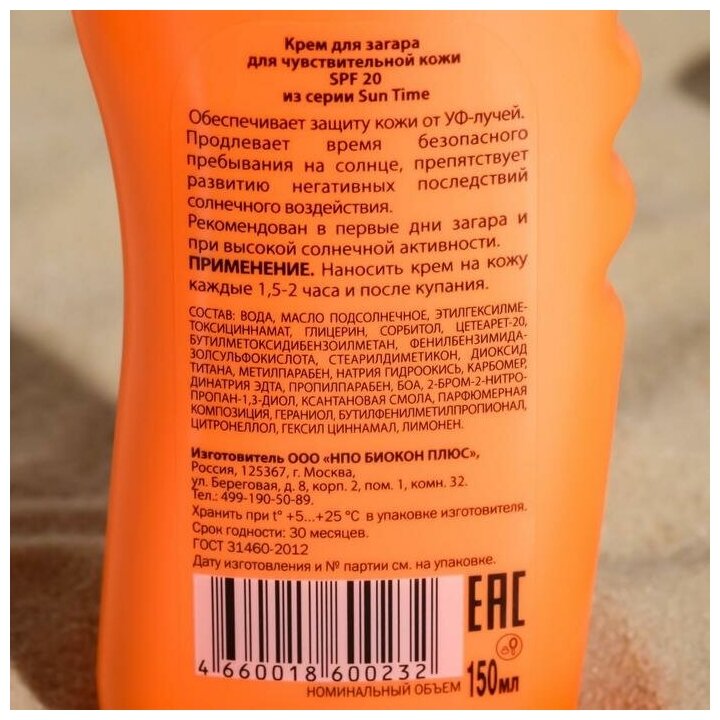 Крем для загара
для чувствительной кожи
SPF 20
из серии Sun Time
Обеспечивает защиту кожи от УФ-лучей.
Продлевает время безопасного
пребывания на солнце, препятствует
развитию негативных последствий
солнечного воздействия.
Рекомендован в первые дни загара и
при высокой солнечной активности.
ПРИМЕНЕНИЕ. Наносить крем на кожу
каждые 1,5-2 часа и после купания.
СОСТАВ: ВОДА, МАСЛО ПОДСОЛНЕЧНОЕ, ЭТИЛГЕКСИЛМЕ-
ТОКСИЦИННАМАТ, ГЛИЦЕРИН, СОРБИТОЛ, ЦЕТЕАРЕТ-20,
БУТИЛМЕТОКСИДИБЕНЗОИЛМЕТАН, ФЕНИЛБЕНЗИМИДА-
ЗОЛСУЛЬФОКИСЛОТА, СТЕАРИЛДИМЕТИКОН, ДИОКСИД
ТИТАНА, МЕТИЛПАРАБЕН, НАТРИЯ ГИДРООКИСЬ, КАРБОМЕР,
ДИНАТРИЯ ЭДТА, ПРОПИЛПАРАБЕН, БОА, 2-БРОМ-2-НИТРО-
ПРОПАН-1,3-ДИОЛ, КСАНТАНОВАЯ СМОЛА, ПАРФЮМЕРНАЯ
КОМПОЗИЦИЯ, ГЕРАНИОЛ, БУТИЛФЕНИЛМЕТИЛПРОПИОНАЛ,
ЦИТРОНЕЛЛОЛ, ГЕКСИЛ ЦИННАМАЛ, ЛИМОНЕН.
Изготовитель ООО «НПО БИОКОН ПЛЮС»,
Россия, 125367, г. Москва,
ул. Береговая, д. 8, корп. 2, пом. 1, комн. 32.
Тел.: 499-190-50-89.
Хранить при t° +5...+25 °С в упаковке изготовителя.
Срок годности: 30 месяцев.
ГОСТ 31460-2012
Дату изготовления и № партии см. на упаковке.
EAC
4 660018 600232
НОМИНАЛЬНЫЙ ОБЪЕМ 150мл